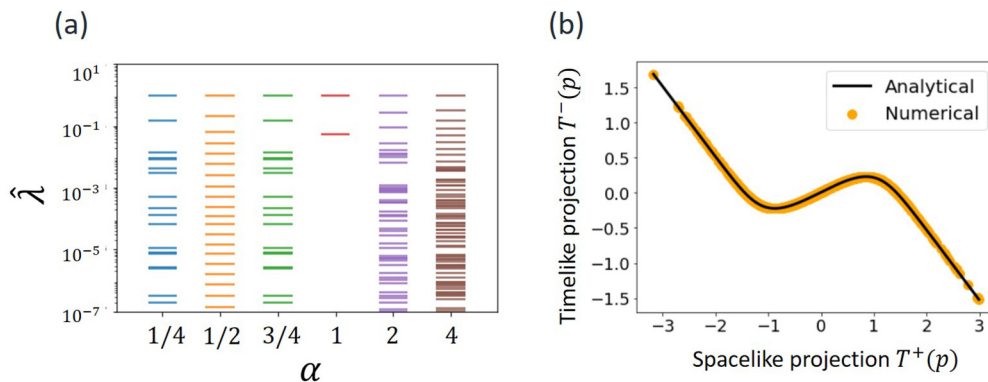 (a)
(b)
10¹
10⁻¹
10⁻³
10⁻⁵
10⁻⁷
λ̂
1/4 1/2 3/4 1 2 4
α
Analytical
Numerical
1.5
1.0
0.5
0.0
−0.5
−1.0
−1.5
Timelike projection T⁻(p)
−3 −2 −1 0 1 2 3
Spacelike projection T⁺(p)